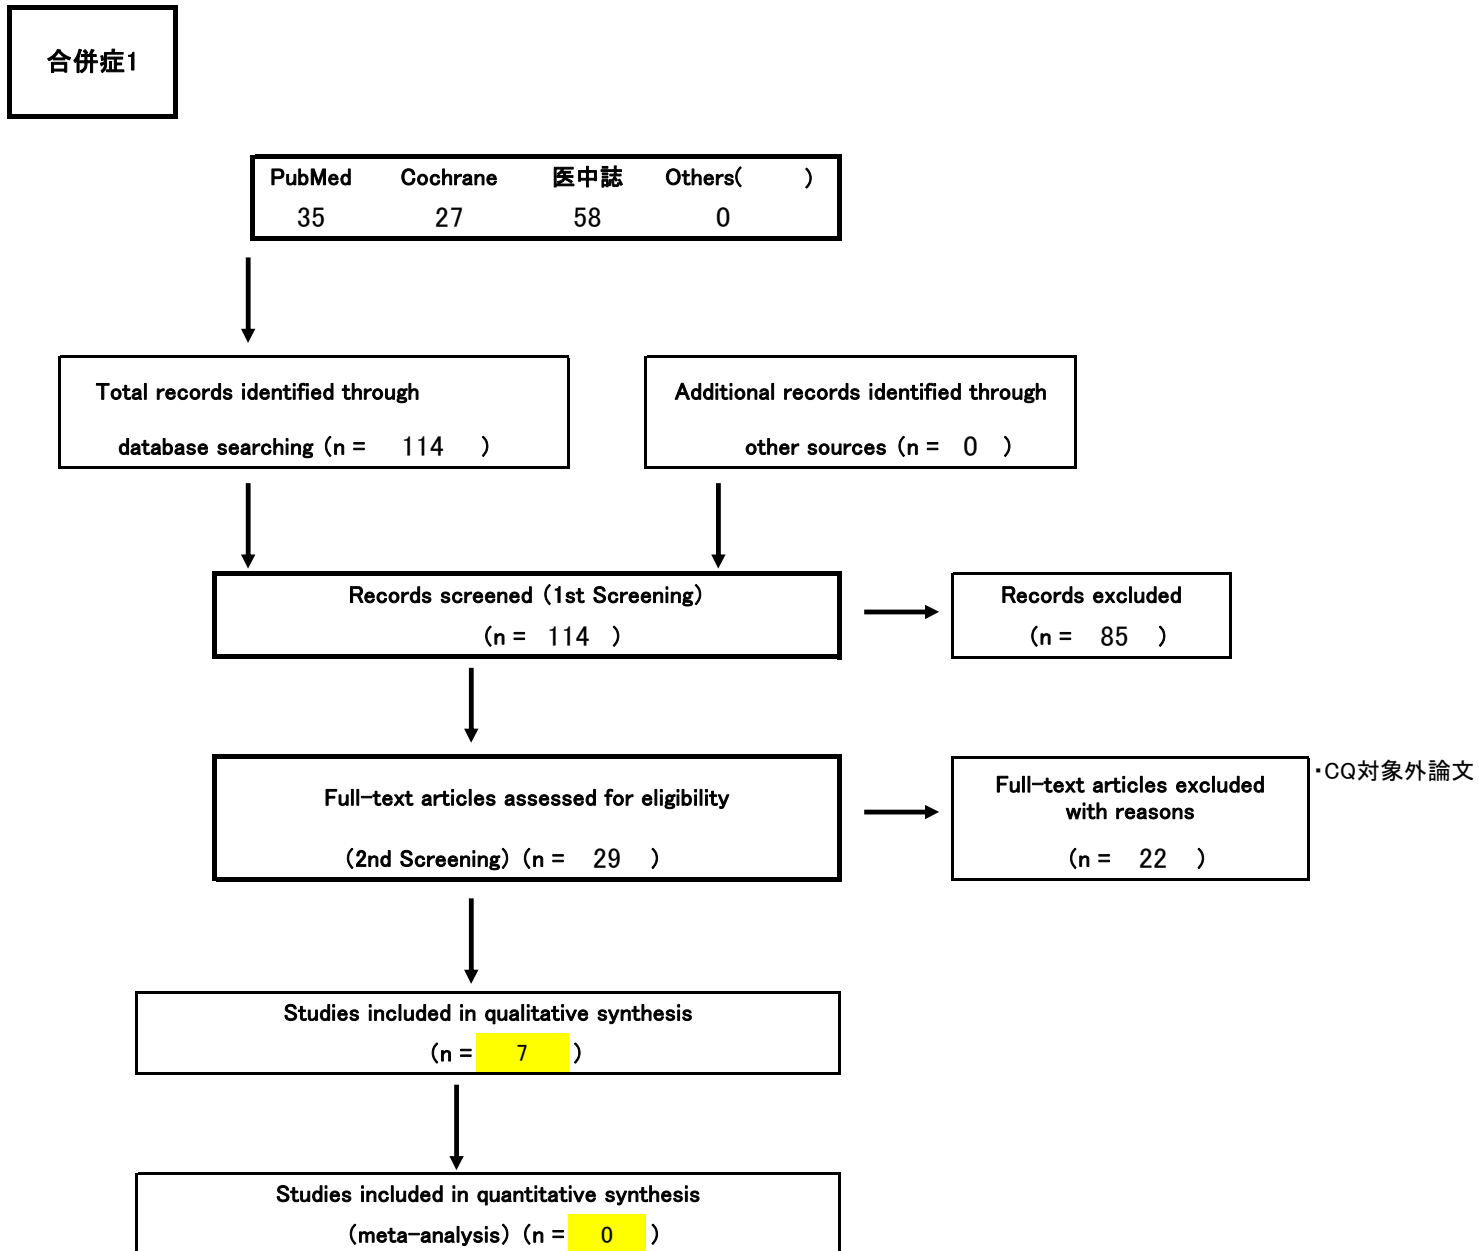 合併症1
PubMed Cochrane 医中誌 Others( )
35 27 58 0
Total records identified through
database searching (n = 114 )
Additional records identified through
other sources (n = 0 )
Records screened (1st Screening)
(n = 114 )
Records excluded
(n = 85 )
Full-text articles assessed for eligibility
(2nd Screening) (n = 29 )
Full-text articles excluded
with reasons
(n = 22 )
・CQ対象外論文
Studies included in qualitative synthesis
(n = 7 )
Studies included in quantitative synthesis
(meta-analysis) (n = 0 )